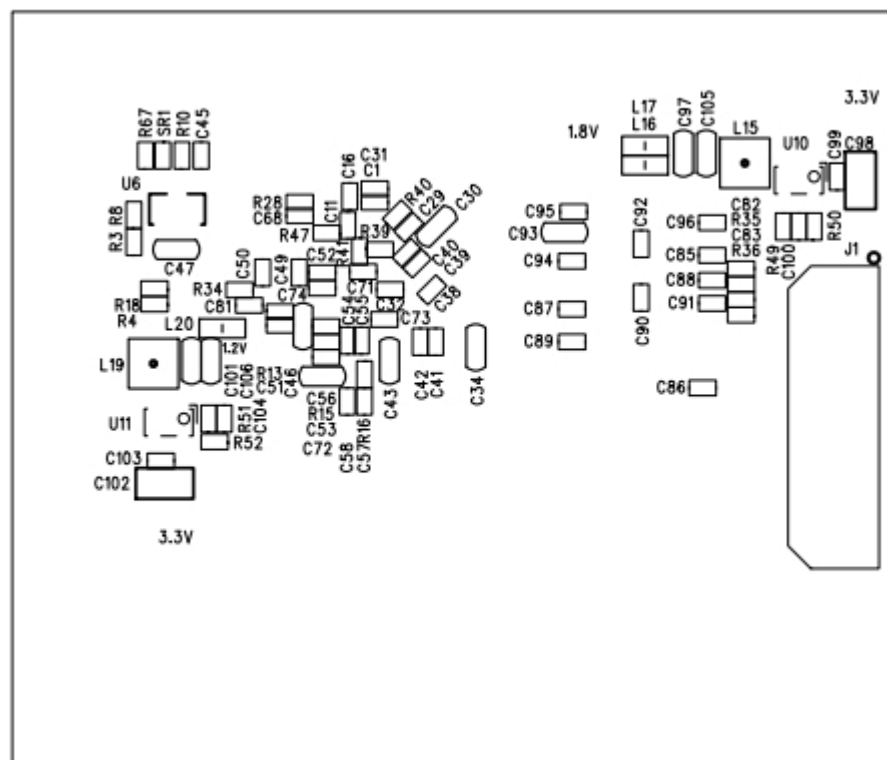 R67
SR1
R10
C45
U6
R8
R3
C47
R18
R4
R34
C81
C50
C49
C74
L20
1.2V
L19
U11
C101
C106
R13
C51
C46
R51
C104
R52
C103
C102
3.3V
R28
C68
R47
C11
C16
C31
C1
R40
C29
C30
R39
R41
C52
C71
C40
C39
C38
C32
C54
C55
C73
C42
C41
C43
C34
C56
R15
C53
C72
C58
C57
R16
1.8V
L17
L16
C97
C105
L15
U10
3.3V
C99
C98
C95
C93
C94
C87
C89
C92
C90
C96
C82
R35
C83
R36
C85
C88
C91
C86
R49
C100
R50
J1